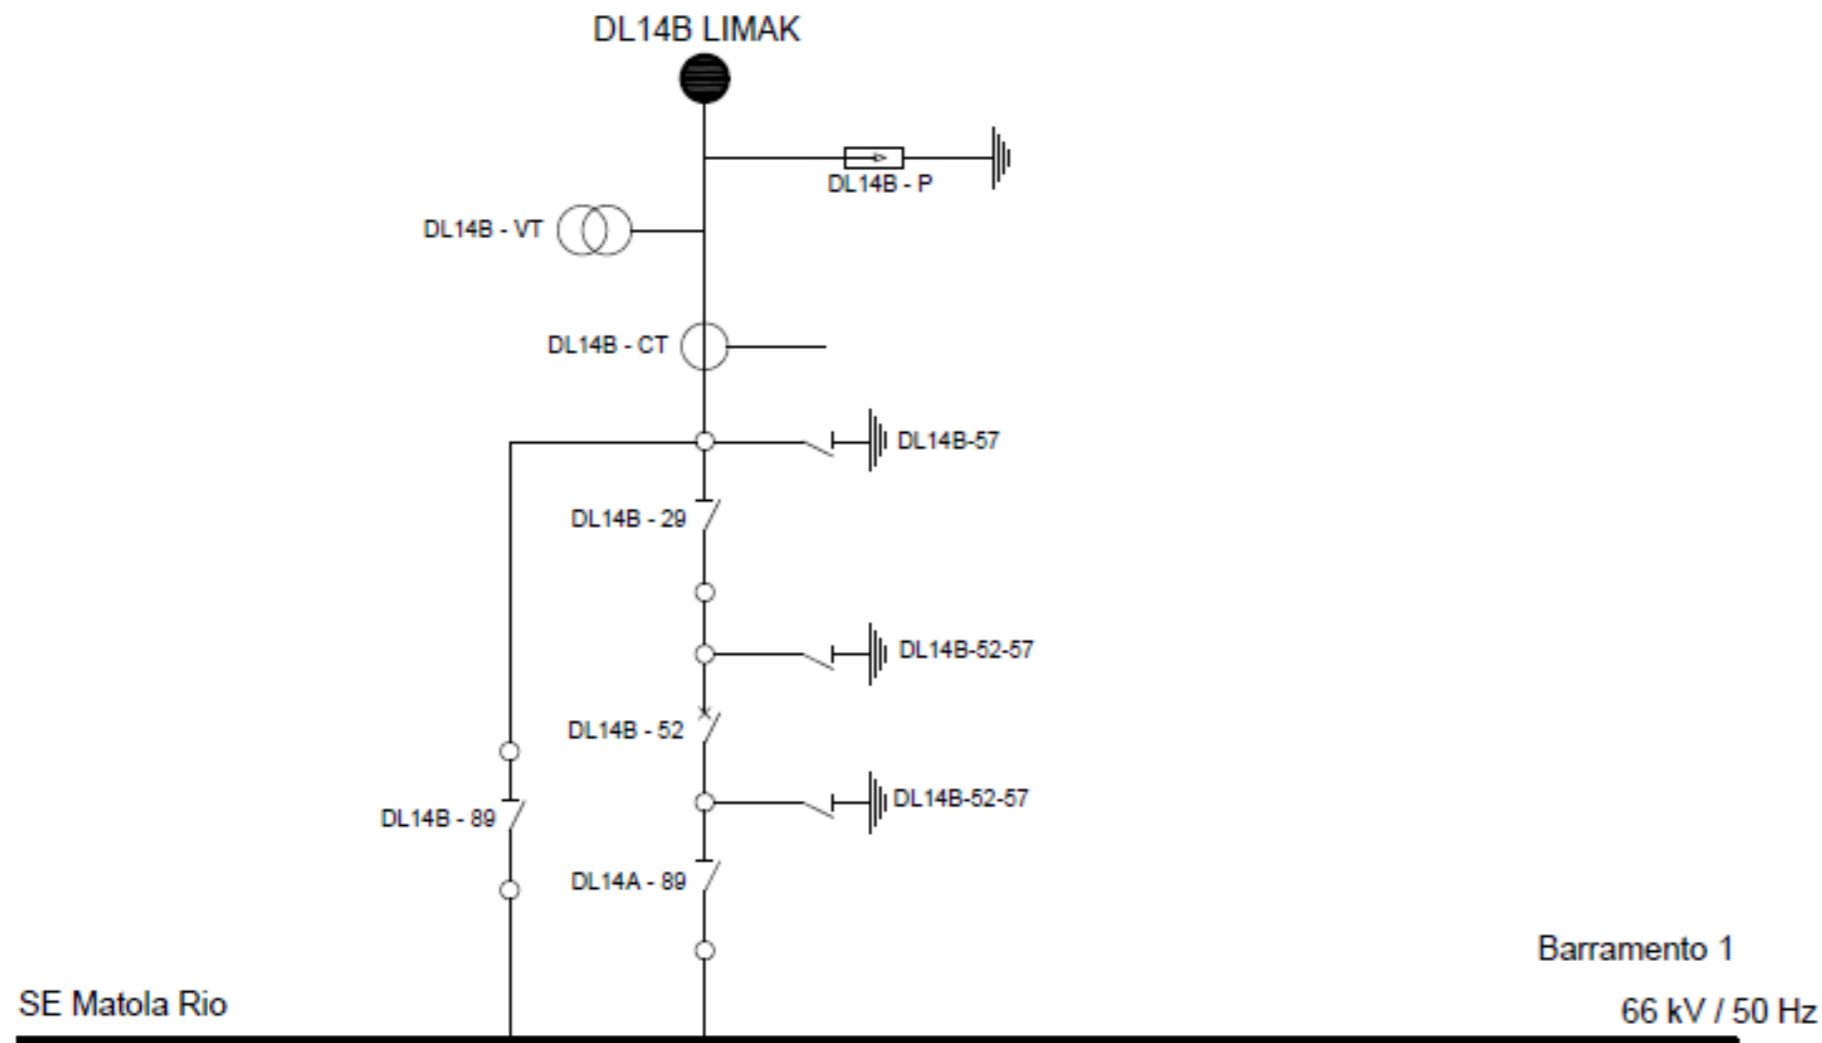 DL14B LIMAK
DL14B - P
DL14B - VT
DL14B - CT
DL14B-57
DL14B - 29
DL14B-52-57
DL14B - 52
DL14B-52-57
DL14B - 89
DL14A - 89
Barramento 1
SE Matola Rio
66 kV / 50 Hz